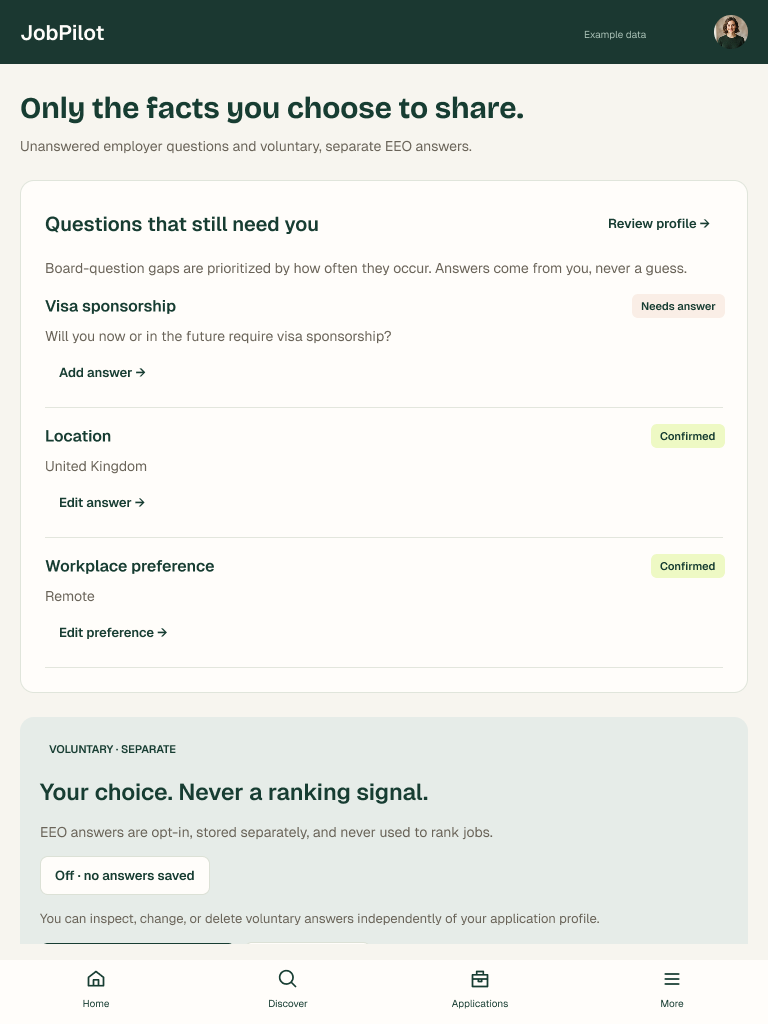 JobPilot
Example data
Only the facts you choose to share.
Unanswered employer questions and voluntary, separate EEO answers.
Questions that still need you
Review profile →
Board-question gaps are prioritized by how often they occur. Answers come from you, never a guess.
Visa sponsorship
Needs answer
Will you now or in the future require visa sponsorship?
Add answer →
Location
Confirmed
United Kingdom
Edit answer →
Workplace preference
Confirmed
Remote
Edit preference →
VOLUNTARY · SEPARATE
Your choice. Never a ranking signal.
EEO answers are opt-in, stored separately, and never used to rank jobs.
Off · no answers saved
You can inspect, change, or delete voluntary answers independently of your application profile.
Home
Discover
Applications
More